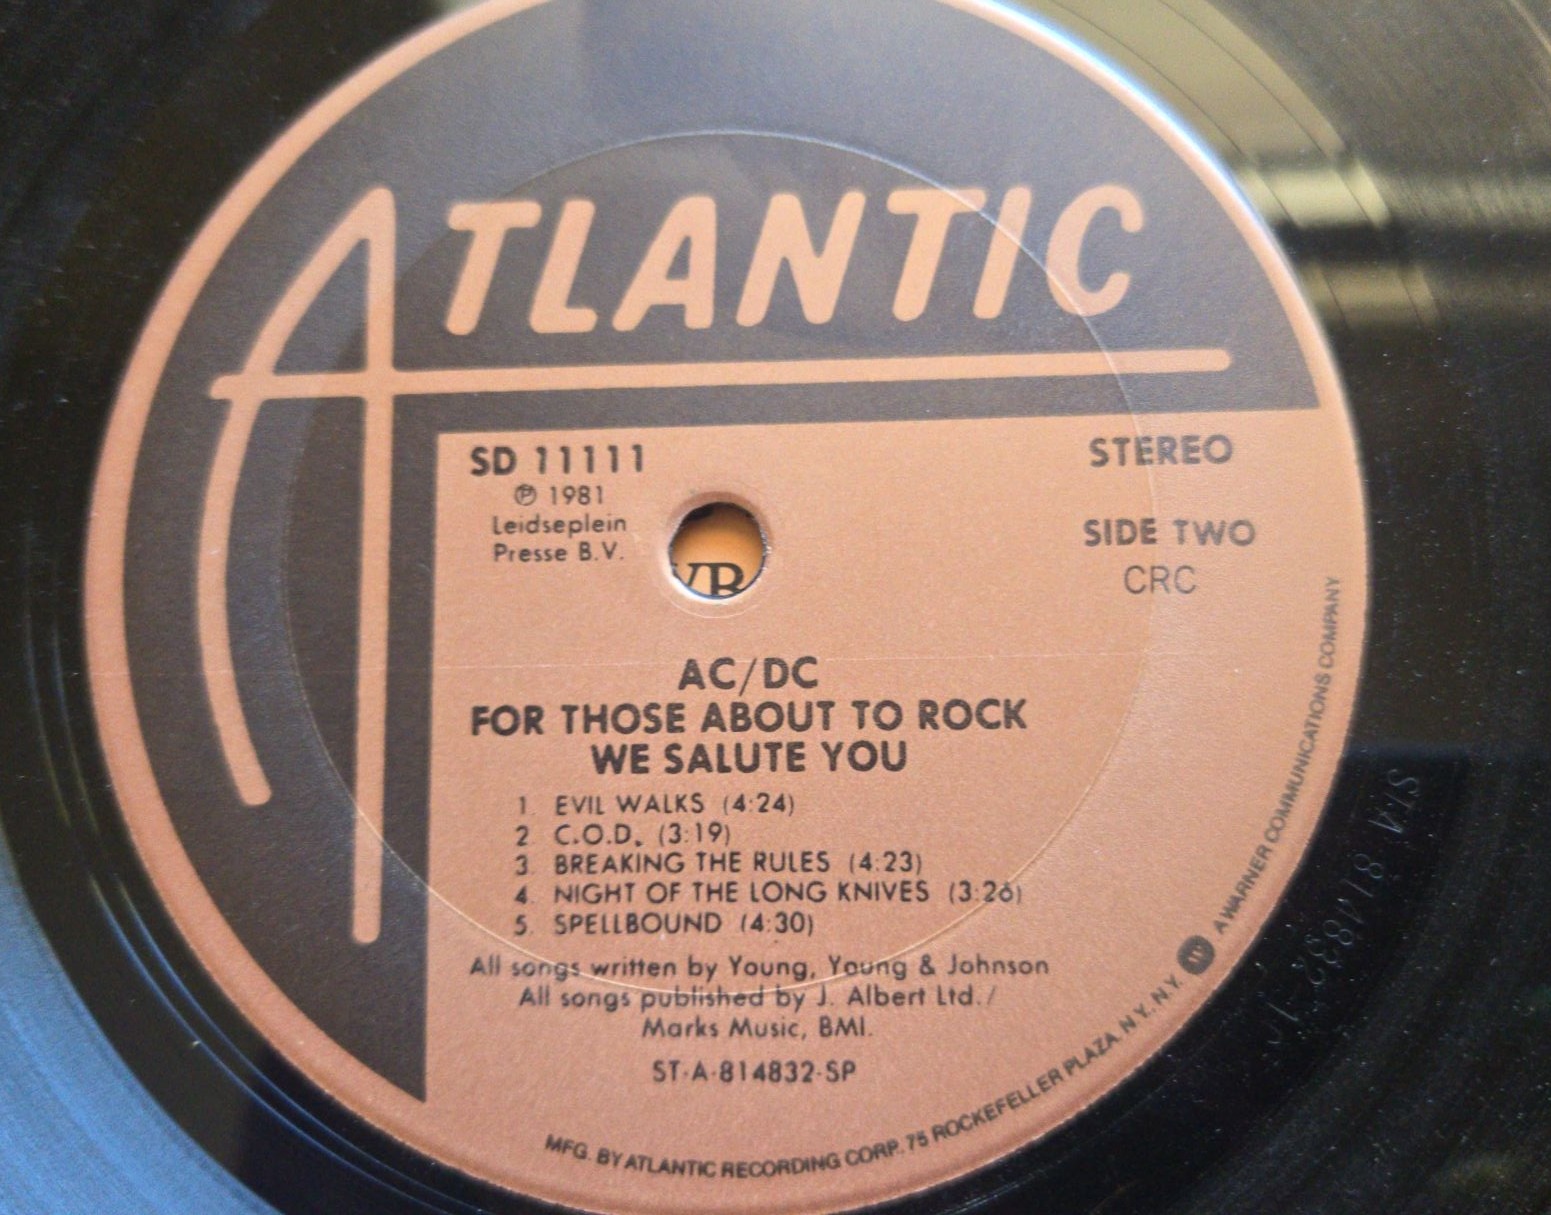 ATLANTIC
SD 11111
℗ 1981
Leidseplein
Presse B.V.
STEREO
SIDE TWO
CRC
AC/DC
FOR THOSE ABOUT TO ROCK
WE SALUTE YOU
1. EVIL WALKS (4:24)
2. C.O.D. (3:19)
3. BREAKING THE RULES (4:23)
4. NIGHT OF THE LONG KNIVES (3:26)
5. SPELLBOUND (4:30)
All songs written by Young, Young & Johnson
All songs published by J. Albert Ltd./
Marks Music, BMI.
ST-A-814832-SP
MFG. BY ATLANTIC RECORDING CORP. 75 ROCKEFELLER PLAZA. N.Y. N.Y. A WARNER COMMUNICATIONS COMPANY